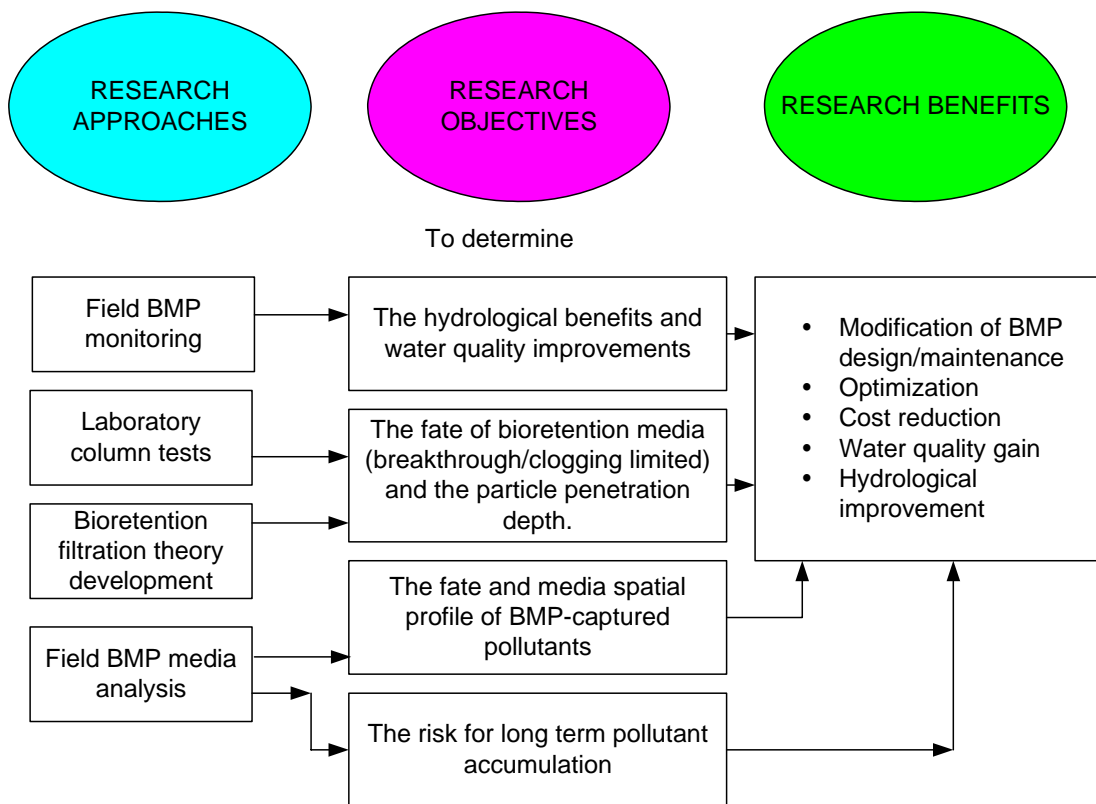 RESEARCH
APPROACHES
RESEARCH
OBJECTIVES
RESEARCH BENEFITS
To determine
Field BMP
monitoring
Laboratory
column tests
Bioretention
filtration theory
development
Field BMP media
analysis
The hydrological benefits and
water quality improvements
The fate of bioretention media
(breakthrough/clogging limited)
and the particle penetration
depth.
The fate and media spatial
profile of BMP-captured
pollutants
The risk for long term pollutant
accumulation
• Modification of BMP
design/maintenance
• Optimization
• Cost reduction
• Water quality gain
• Hydrological
improvement